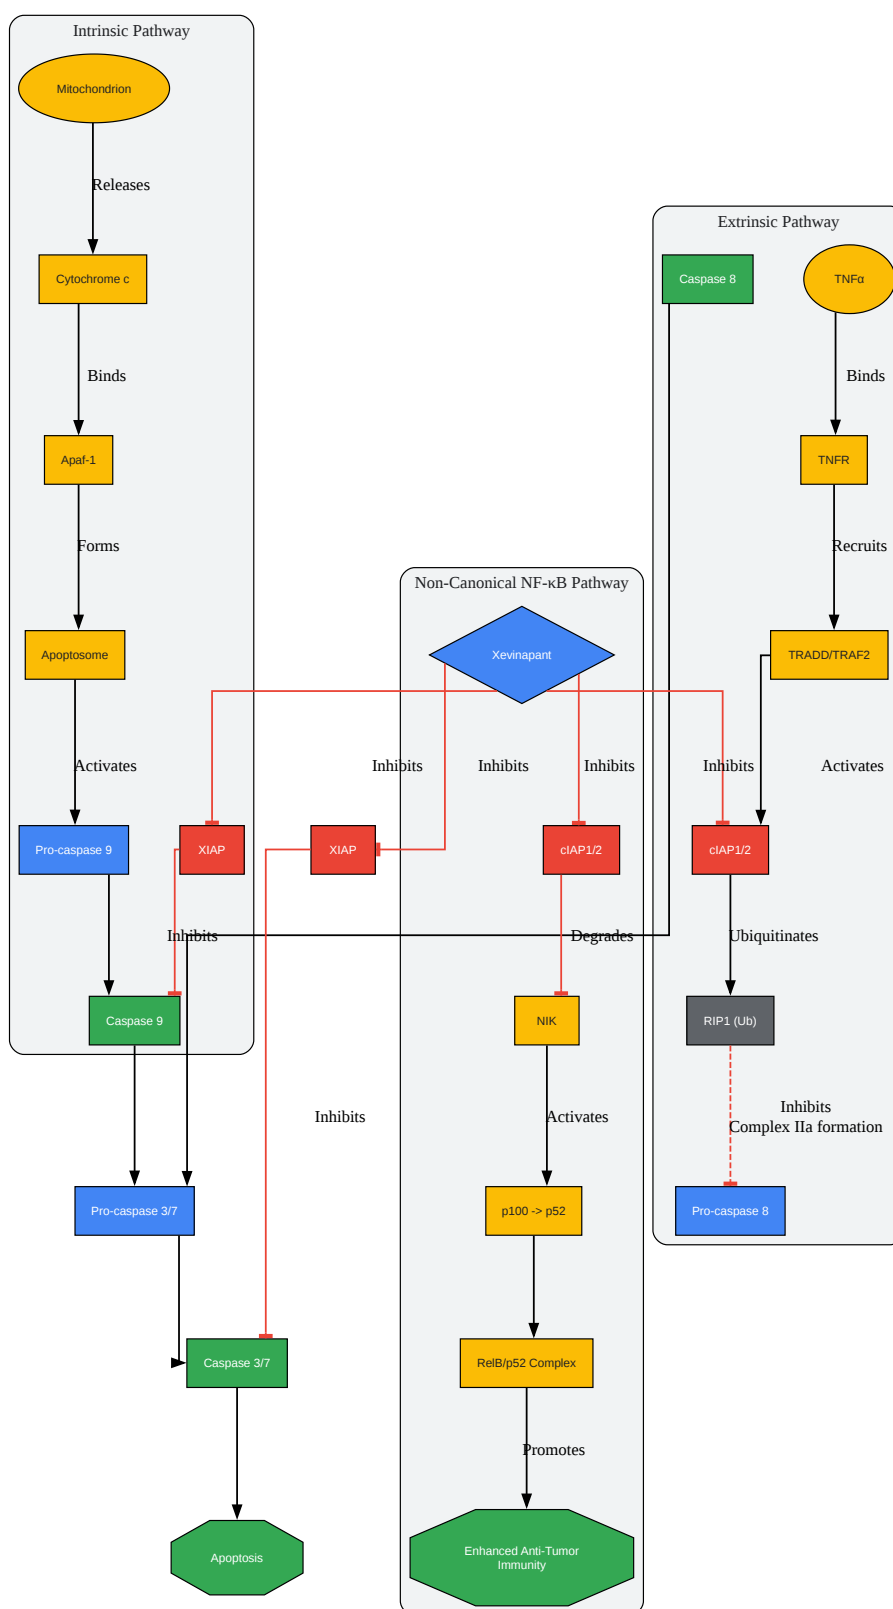 Intrinsic Pathway
Mitochondrion
Releases
Extrinsic Pathway
Cytochrome c
Caspase 8
TNFα
Binds
Binds
Apaf-1
TNFR
Forms
Recruits
Non-Canonical NF-κB Pathway
Apoptosome
Xevinapant
TRADD/TRAF2
Activates
Inhibits
Inhibits
Inhibits
Inhibits
Activates
Pro-caspase 9
XIAP
XIAP
cIAP1/2
cIAP1/2
Inhibits
Degrades
Ubiquitinates
Caspase 9
NIK
RIP1 (Ub)
Inhibits
Activates
Inhibits
Complex IIa formation
Pro-caspase 3/7
p100 -> p52
Pro-caspase 8
Caspase 3/7
RelB/p52 Complex
Promotes
Apoptosis
Enhanced Anti-Tumor
Immunity